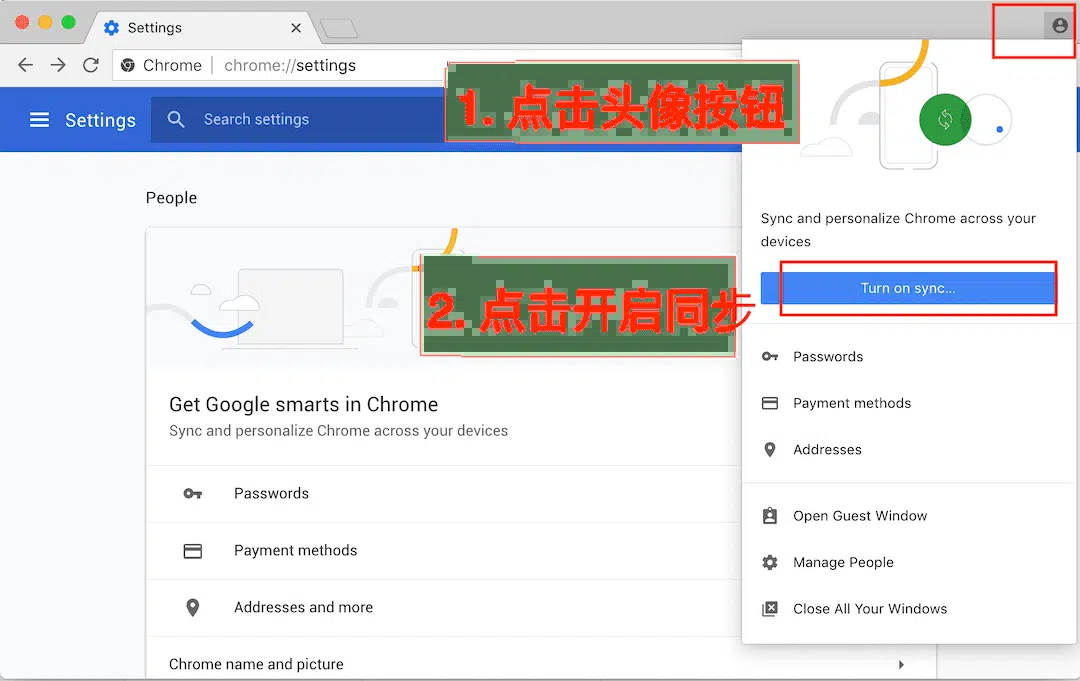 Settings
Chrome
chrome://settings
Settings
Search settings
1. 点击头像按钮
People
Get Google smarts in Chrome
Sync and personalize Chrome across your devices
Passwords
Payment methods
Addresses and more
Chrome name and picture
2. 点击开启同步
Sync and personalize Chrome across your
devices
Turn on sync...
Passwords
Payment methods
Addresses
Open Guest Window
Manage People
Close All Your Windows